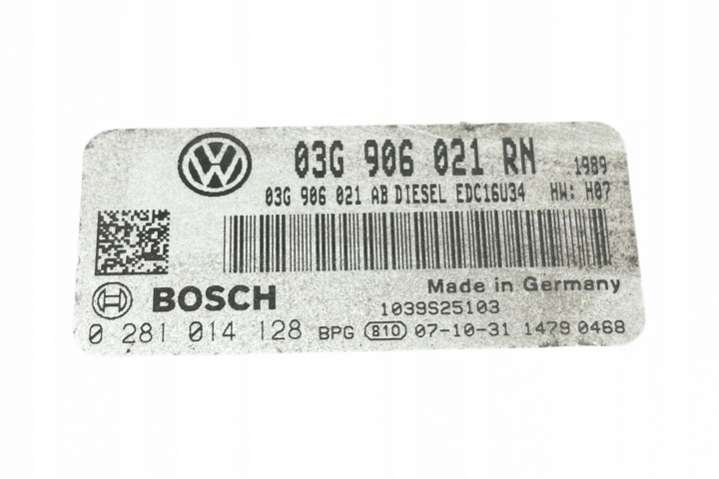 03G 906 021 RN 1989
03G 906 021 AB DIESEL EDC16U34 HW: H07
Made in Germany
BOSCH 1039S25103
0 281 014 128 BPG B10 07-10-31 1479 0468